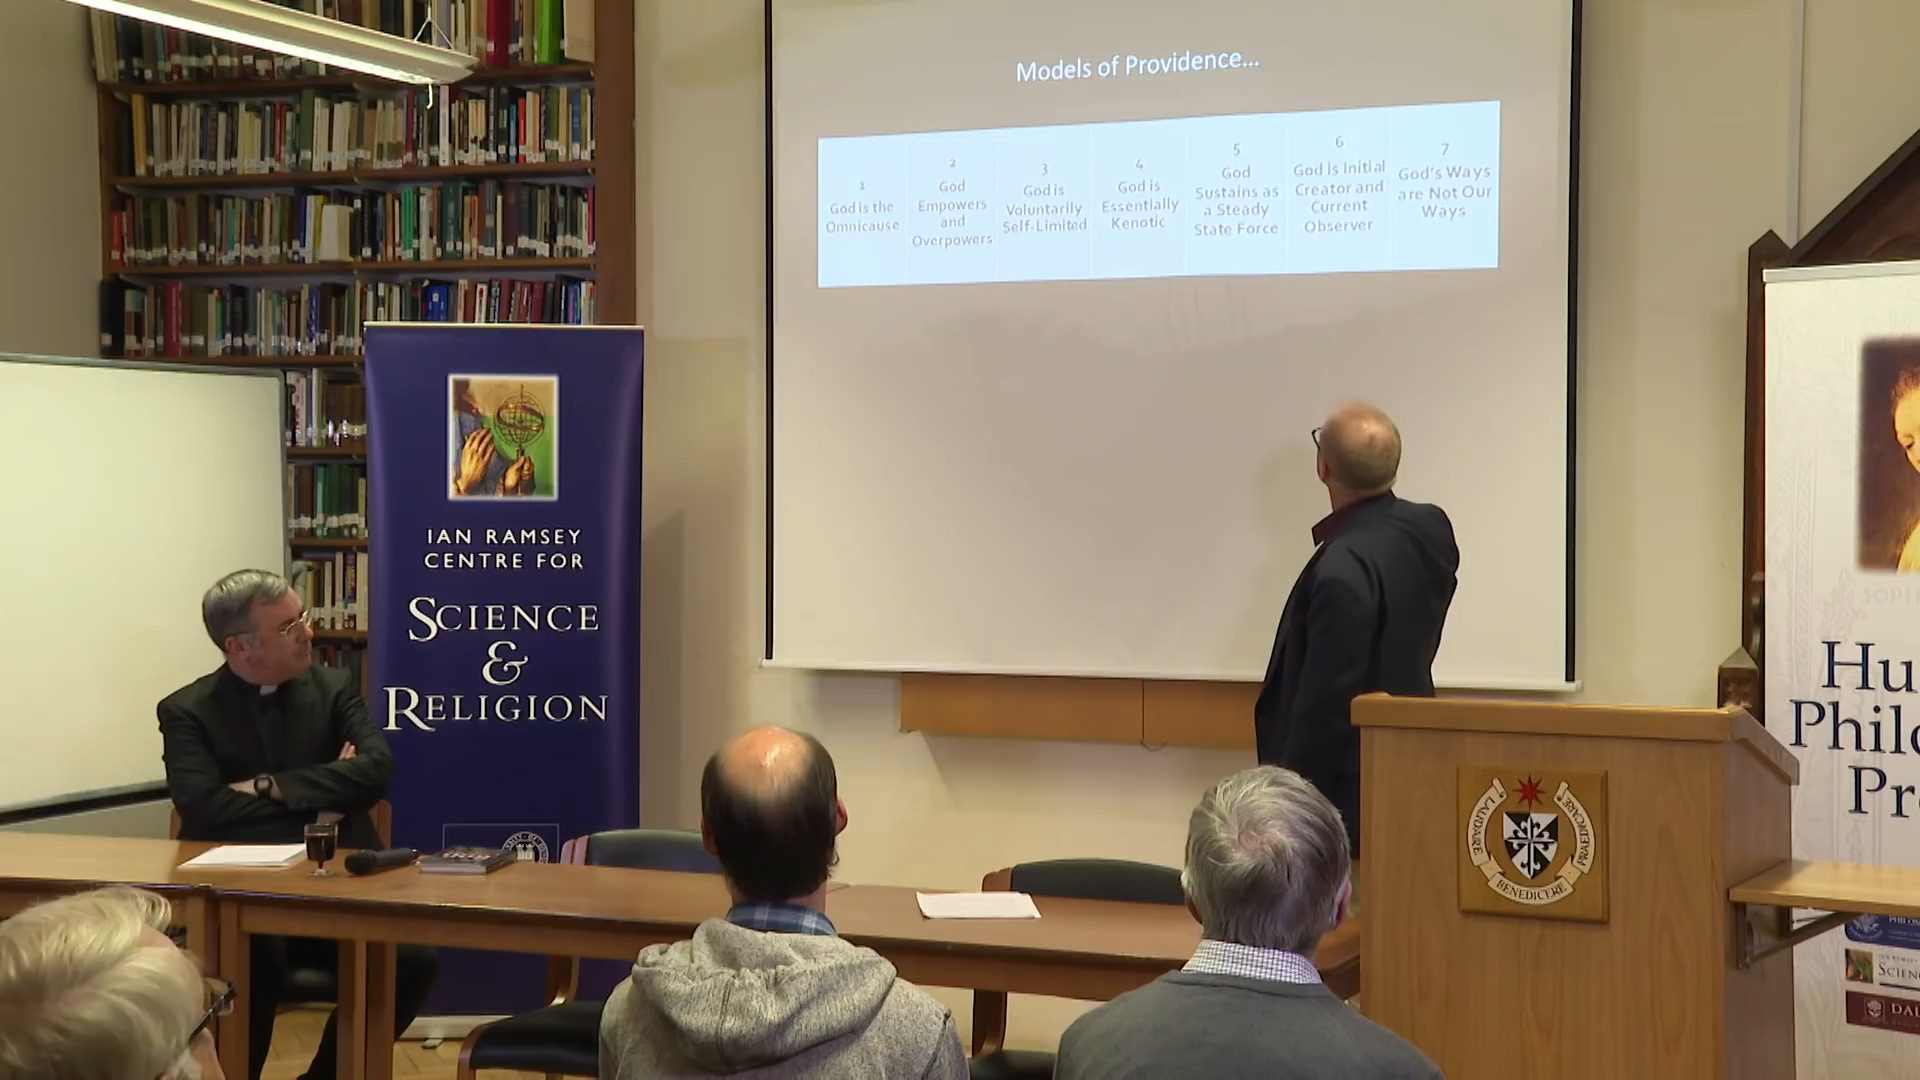 Models of Providence...
1
God is the
Omnicause
2
God
Empowers
and
Overpowers
3
God is
Voluntarily
Self-Limited
4
God is
Essentially
Kenotic
5
God
Sustains as
a Steady
State Force
6
God is Initial
Creator and
Current
Observer
7
God's Ways
are Not Our
Ways
IAN RAMSEY
CENTRE FOR
SCIENCE
&
RELIGION
LAUDARE
BENEDICERE
PRAEDICARE
SOPH
Hu
Philo
Pr
SCIEN
DAL